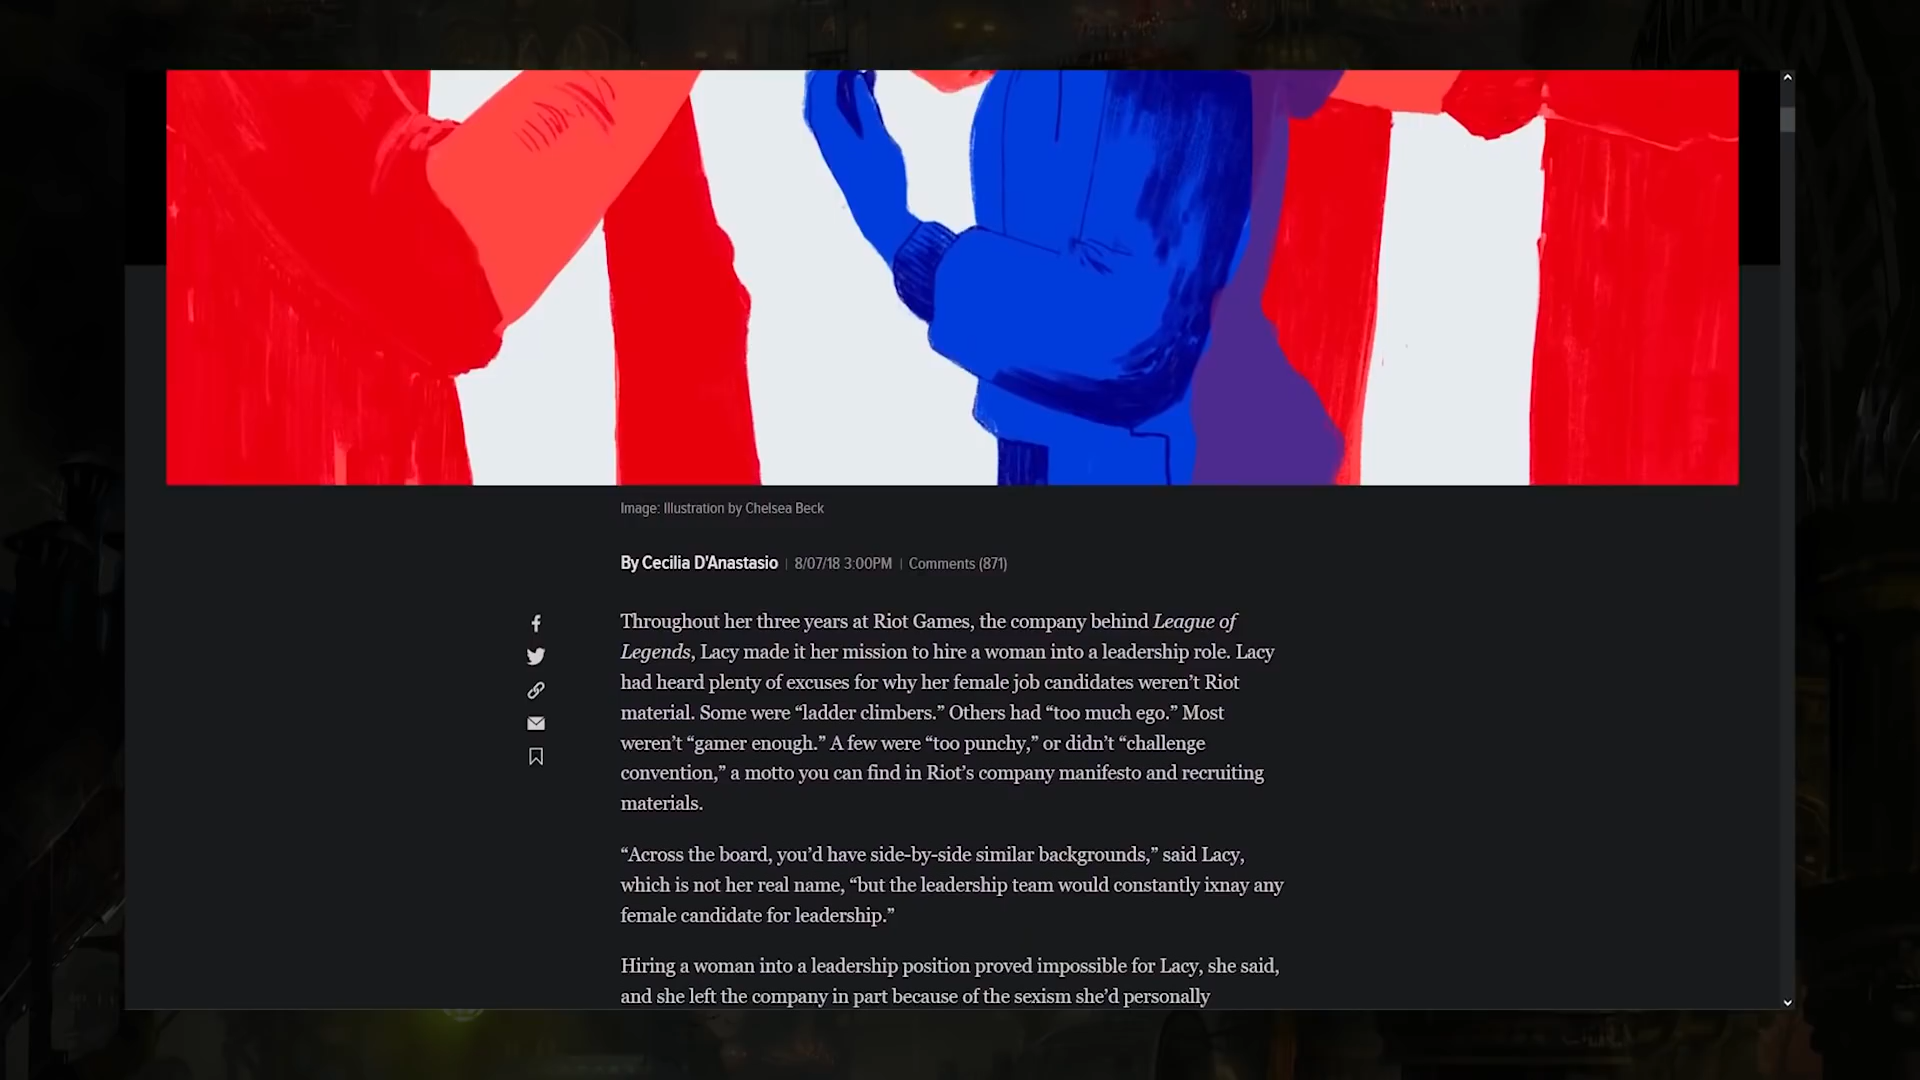 Image: Illustration by Chelsea Beck
By Cecilia D'Anastasio | 8/07/18 3:00PM | Comments (871)
Throughout her three years at Riot Games, the company behind League of
Legends, Lacy made it her mission to hire a woman into a leadership role. Lacy
had heard plenty of excuses for why her female job candidates weren’t Riot
material. Some were “ladder climbers.” Others had “too much ego.” Most
weren’t “gamer enough.” A few were “too punchy,” or didn’t “challenge
convention,” a motto you can find in Riot’s company manifesto and recruiting
materials.
“Across the board, you’d have side-by-side similar backgrounds,” said Lacy,
which is not her real name, “but the leadership team would constantly ixnay any
female candidate for leadership.”
Hiring a woman into a leadership position proved impossible for Lacy, she said,
and she left the company in part because of the sexism she’d personally